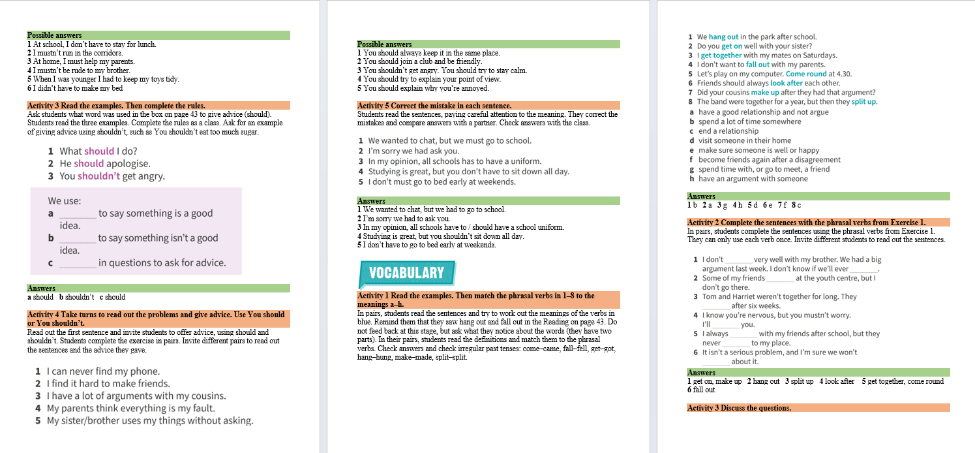 Possible answers
1 At school, I don't have to stay for lunch.
2 I mustn't run in the corridors.
3 At home, I must help my parents.
4 I mustn't be rude to my brother.
5 When I was younger I had to keep my toys tidy.
6 I didn't have to make my bed
Activity 3 Read the examples. Then complete the rules.
Ask students what word was used in the box on page 43 to give advice (should).
Students read the three examples. Complete the rules as a class. Ask for an example
of giving advice using shouldn't, such as You shouldn't eat too much sugar.
1 What should I do?
2 He should apologise.
3 You shouldn't get angry.
We use:
a ______ to say something is a good
idea.
b ______ to say something isn't a good
idea.
c ______ in questions to ask for advice.
Answers
a should b shouldn't c should
Activity 4 Take turns to read out the problems and give advice. Use You should
or You shouldn't.
Read out the first sentence and invite students to offer advice, using should and
shouldn't. Students complete the exercise in pairs. Invite different pairs to read out
the sentences and the advice they gave.
1 I can never find my phone.
2 I find it hard to make friends.
3 I have a lot of arguments with my cousins.
4 My parents think everything is my fault.
5 My sister/brother uses my things without asking.
Possible answers
1 You should always keep it in the same place.
2 You should join a club and be friendly.
3 You shouldn't get angry. You should try to stay calm.
4 You should try to explain your point of view.
5 You should explain why you're annoyed.
Activity 5 Correct the mistake in each sentence.
Students read the sentences, paying careful attention to the meaning. They correct the
mistakes and compare answers with a partner. Check answers with the class.
1 We wanted to chat, but we must go to school.
2 I'm sorry we had ask you.
3 In my opinion, all schools has to have a uniform.
4 Studying is great, but you don't have to sit down all day.
5 I don't must go to bed early at weekends.
Answers
1 We wanted to chat, but we had to go to school.
2 I'm sorry we had to ask you.
3 In my opinion, all schools have to / should have a school uniform.
4 Studying is great, but you shouldn't sit down all day.
5 I don't have to go to bed early at weekends.
VOCABULARY
Activity 1 Read the examples. Then match the phrasal verbs in 1–8 to the
meanings a–h.
In pairs, students read the sentences and try to work out the meanings of the verbs in
blue. Remind them that they saw hang out and fall out in the Reading on page 43. Do
not feed back at this stage, but ask what they notice about the words (they have two
parts). In their pairs, students read the definitions and match them to the phrasal
verbs. Check answers and check irregular past tenses: come–came, fall–fell, get–got,
hang–hung, make–made, split–split.
1 We hang out in the park after school.
2 Do you get on well with your sister?
3 I get together with my mates on Saturdays.
4 I don't want to fall out with my parents.
5 Let's play on my computer. Come round at 4.30.
6 Friends should always look after each other.
7 Did your cousins make up after they had that argument?
8 The band were together for a year, but then they split up.
a have a good relationship and not argue
b spend a lot of time somewhere
c end a relationship
d visit someone in their home
e make sure someone is well or happy
f become friends again after a disagreement
g spend time with, or go to meet, a friend
h have an argument with someone
Answers
1 b 2 a 3 g 4 h 5 d 6 e 7 f 8 c
Activity 2 Complete the sentences with the phrasal verbs from Exercise 1.
In pairs, students complete the sentences using the phrasal verbs from Exercise 1.
They can only use each verb once. Invite different students to read out the sentences.
1 I don't ______ very well with my brother. We had a big
argument last week. I don't know if we'll ever ______.
2 Some of my friends ______ at the youth centre, but I
don't go there.
3 Tom and Harriet weren't together for long. They
______ after six weeks.
4 I know you're nervous, but you mustn't worry.
I'll ______ you.
5 I always ______ with my friends after school, but they
never ______ to my place.
6 It isn't a serious problem, and I'm sure we won't
______ about it.
Answers
1 get on, make up 2 hang out 3 split up 4 look after 5 get together, come round
6 fall out
Activity 3 Discuss the questions.